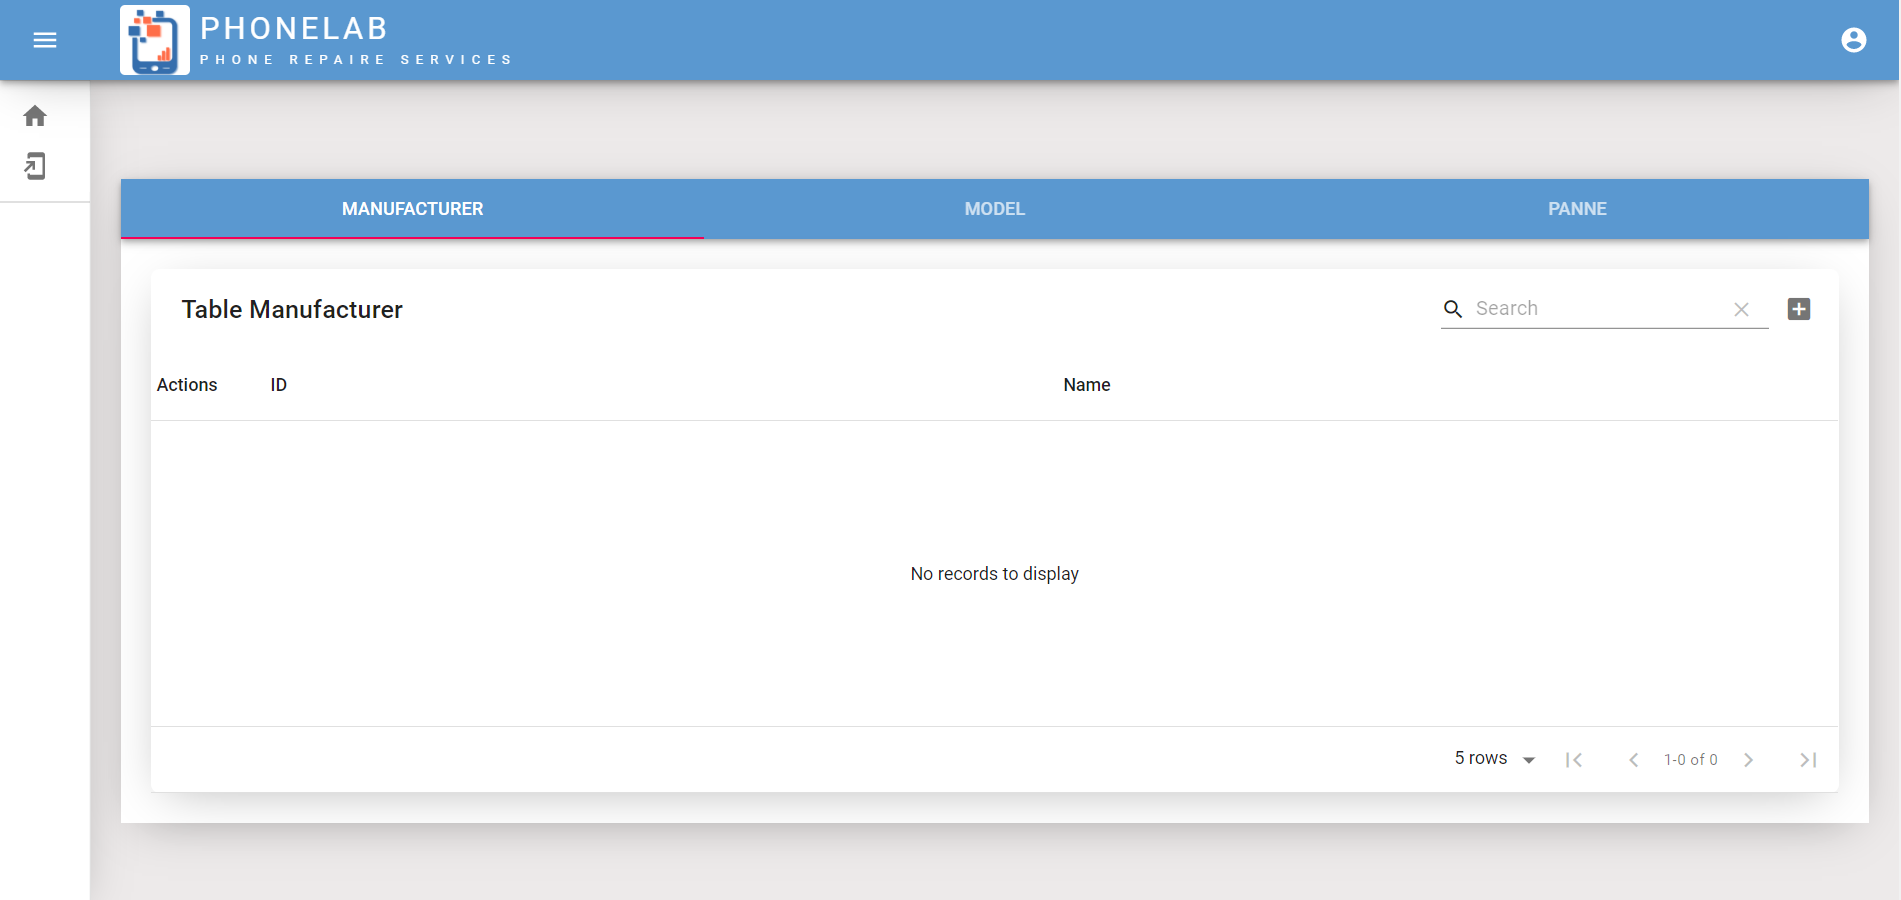 PHONELAB
PHONE REPAIRE SERVICES
MANUFACTURER MODEL PANNE
Table Manufacturer Search
Actions ID Name
No records to display
5 rows 1-0 of 0